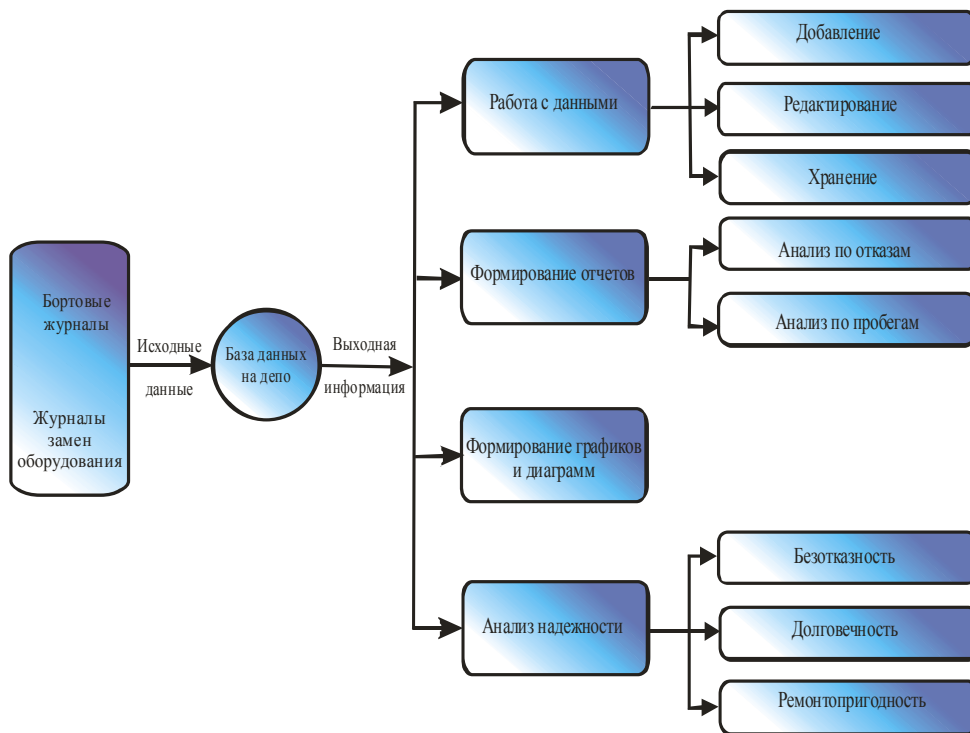 Бортовые
журналы
Журналы
замен
оборудования
Исходные
данные
База данных
на депо
Выходная
информация
Работа с данными
Добавление
Редактирование
Хранение
Формирование отчетов
Анализ по отказам
Анализ по пробегам
Формирование графиков
и диаграмм
Анализ надежности
Безотказность
Долговечность
Ремонтопригодность